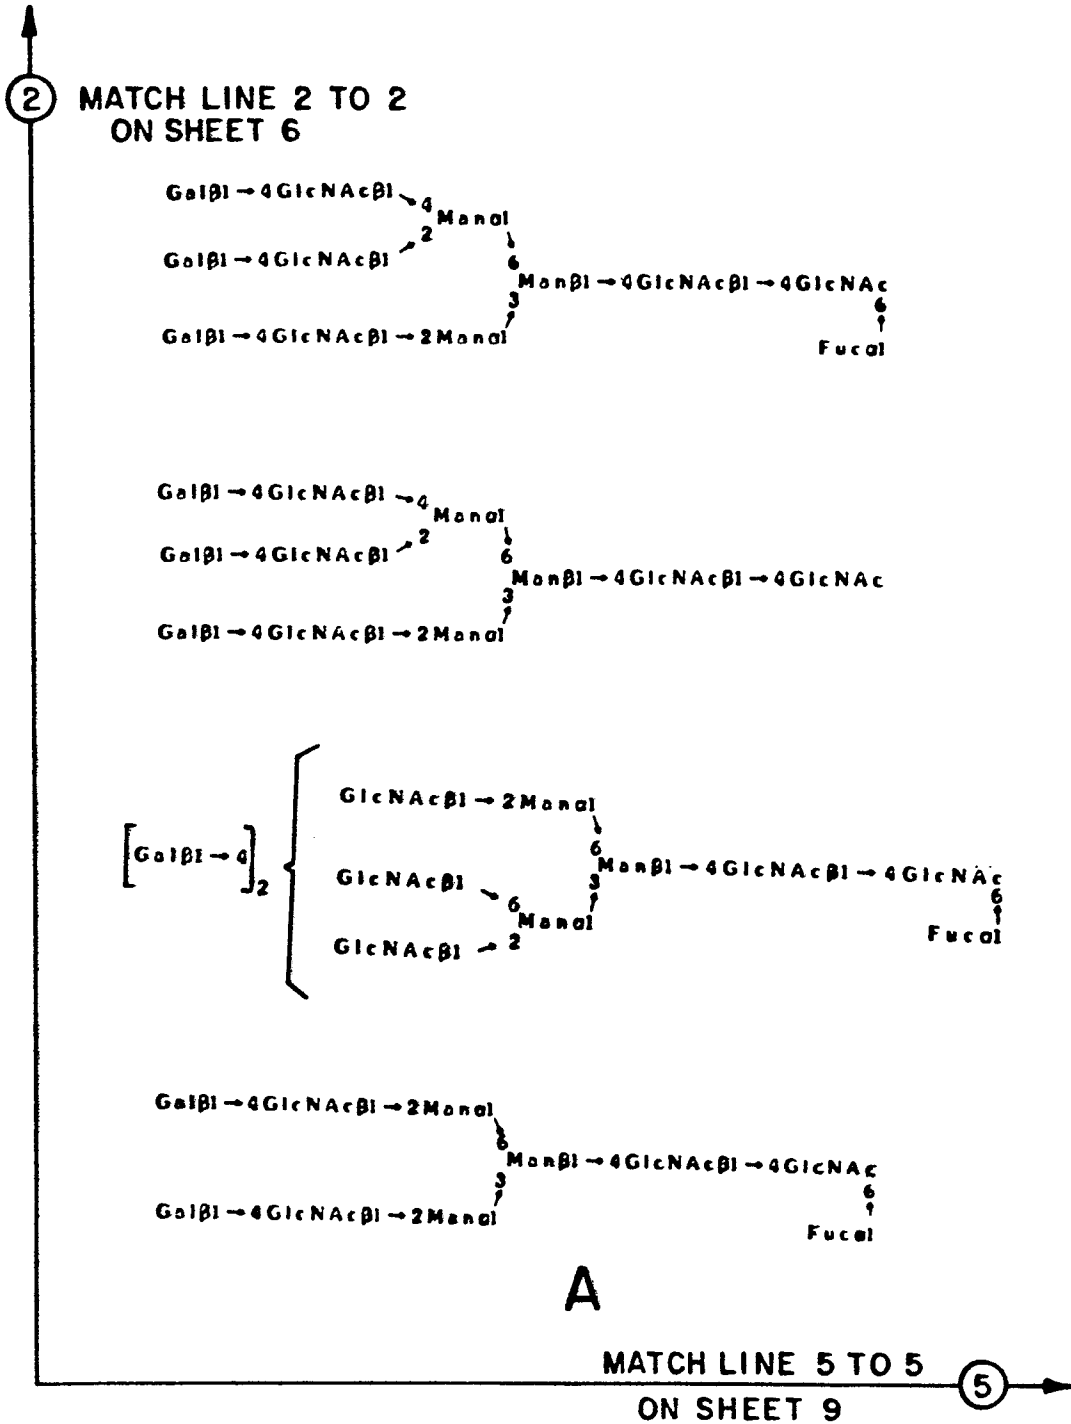 2 MATCH LINE 2 TO 2
ON SHEET 6
Galβ1→4GlcNAcβ1
4
Manα1
2
Galβ1→4GlcNAcβ1
6
Manβ1→4GlcNAcβ1→4GlcNAc
3
6
Galβ1→4GlcNAcβ1→2Manα1
Fucα1
Galβ1→4GlcNAcβ1
4
Manα1
2
Galβ1→4GlcNAcβ1
6
Manβ1→4GlcNAcβ1→4GlcNAc
3
Galβ1→4GlcNAcβ1→2Manα1
GlcNAcβ1→2Manα1
[Galβ1→4]2
6
Manβ1→4GlcNAcβ1→4GlcNAc
3
6
GlcNAcβ1
6
Manα1
2
Fucα1
GlcNAcβ1
Galβ1→4GlcNAcβ1→2Manα1
6
Manβ1→4GlcNAcβ1→4GlcNAc
3
6
Galβ1→4GlcNAcβ1→2Manα1
Fucα1
A
MATCH LINE 5 TO 5
5
ON SHEET 9